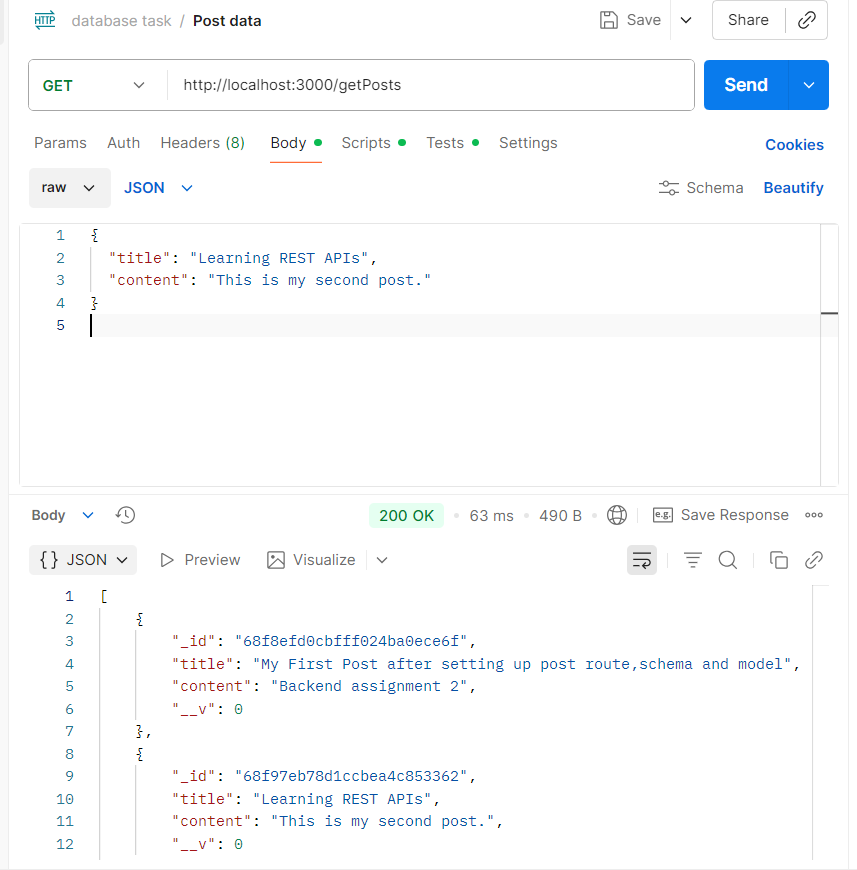 HTTP database task / Post data Save Share
GET http://localhost:3000/getPosts Send
Params Auth Headers (8) Body Scripts Tests Settings Cookies
raw JSON Schema Beautify
1 {
2 "title": "Learning REST APIs",
3 "content": "This is my second post."
4 }
5
Body 200 OK 63 ms 490 B e.g. Save Response
{} JSON Preview Visualize
1 [
2 {
3 "_id": "68f8efd0cbfff024ba0ece6f",
4 "title": "My First Post after setting up post route,schema and model",
5 "content": "Backend assignment 2",
6 "__v": 0
7 },
8 {
9 "_id": "68f97eb78d1ccbea4c853362",
10 "title": "Learning REST APIs",
11 "content": "This is my second post.",
12 "__v": 0